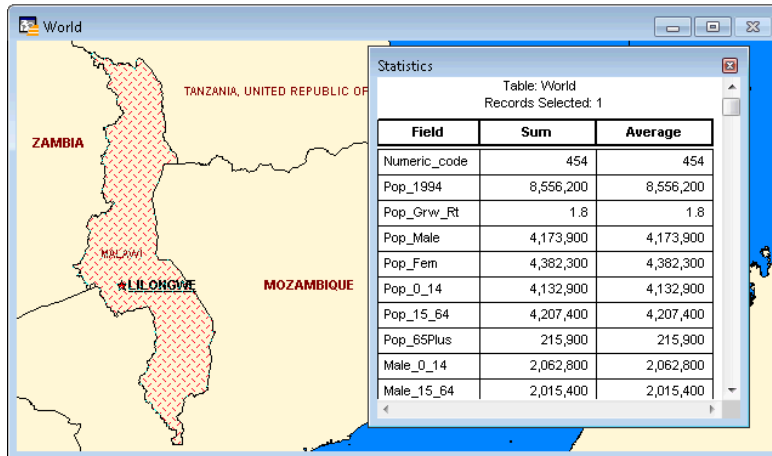 World
TANZANIA, UNITED REPUBLIC OF
ZAMBIA
MALAWI
LILONGWE
MOZAMBIQUE
Statistics
Table: World
Records Selected: 1
Field Sum Average
Numeric_code 454 454
Pop_1994 8,556,200 8,556,200
Pop_Grw_Rt 1.8 1.8
Pop_Male 4,173,900 4,173,900
Pop_Fem 4,382,300 4,382,300
Pop_0_14 4,132,900 4,132,900
Pop_15_64 4,207,400 4,207,400
Pop_65Plus 215,900 215,900
Male_0_14 2,062,800 2,062,800
Male_15_64 2,015,400 2,015,400